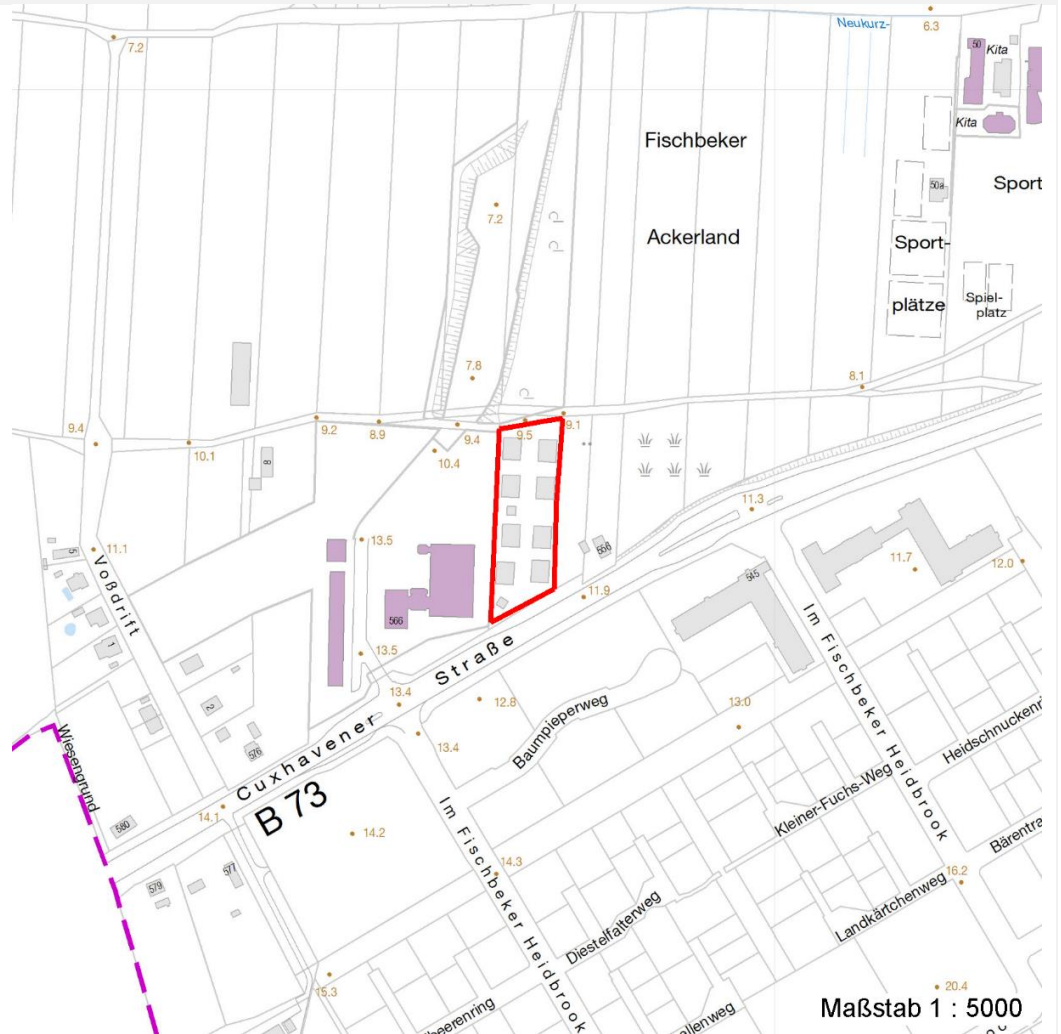 Neukurz-
6.3
7.2
50
Kita
Kita
Fischbeker
Sport
50a
7.2
Ackerland
Sport-
plätze
Spiel-
platz
7.8
8.1
9.2
8.9
9.4
9.5
9.1
9.4
10.1
10.4
8
11.3
13.5
5
11.1
556
11.7
12.0
545
11.9
Voßdrift
1
566
Im Fischbeker Heidbrook
Straße
13.5
13.4
12.8
13.0
2
Baumpieperweg
Heidschnuckenr
13.4
Wiesengrund
576
Cuxhavener
Kleiner-Fuchs-Weg
14.1
B 73
580
14.2
Im Fischbeker Heidbrook
Bärentra
14.3
16.2
577
579
Landkärtchenweg
Diestelfalterweg
15.3
20.4
beerenring
allenweg
Maßstab 1 : 5000